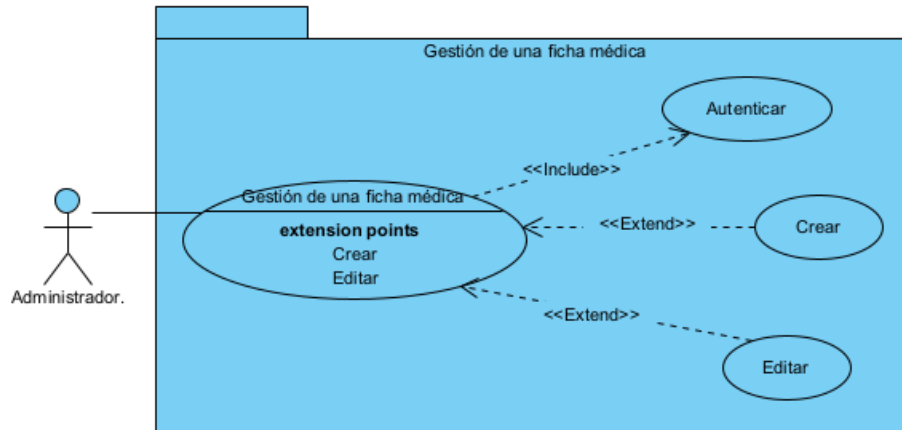 Gestión de una ficha médica
Autenticar
<<Include>>
Gestión de una ficha médica
extension points
Crear
Editar
<<Extend>>
Crear
Administrador.
<<Extend>>
Editar